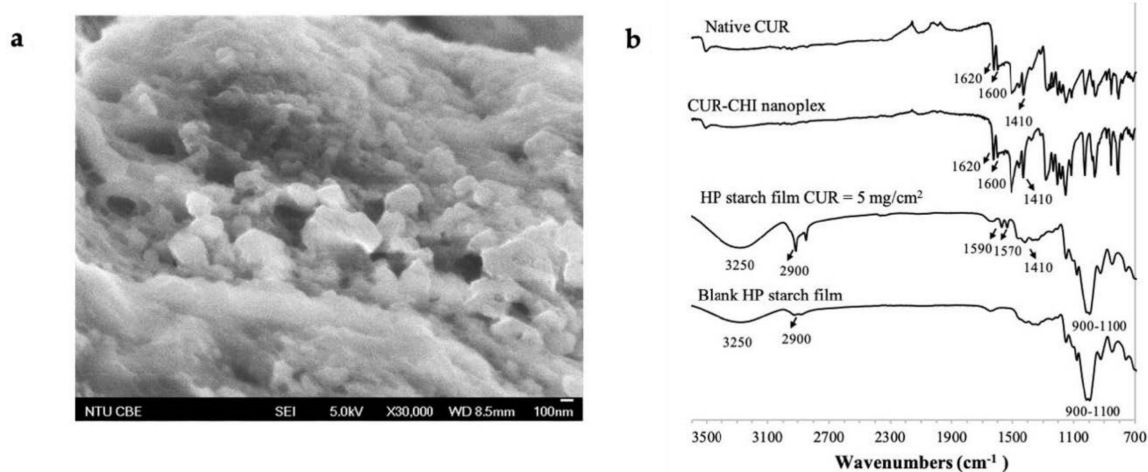 a
NTU CBE SEI 5.0kV X30,000 WD 8.5mm 100nm
b
Native CUR
1620
1600
1410
CUR-CHI nanoplex
1620
1600
1410
HP starch film CUR = 5 mg/cm²
3250
2900
1590
1570
1410
900-1100
Blank HP starch film
3250
2900
900-1100
3500 3100 2700 2300 1900 1500 1100 700
Wavenumbers (cm⁻¹)